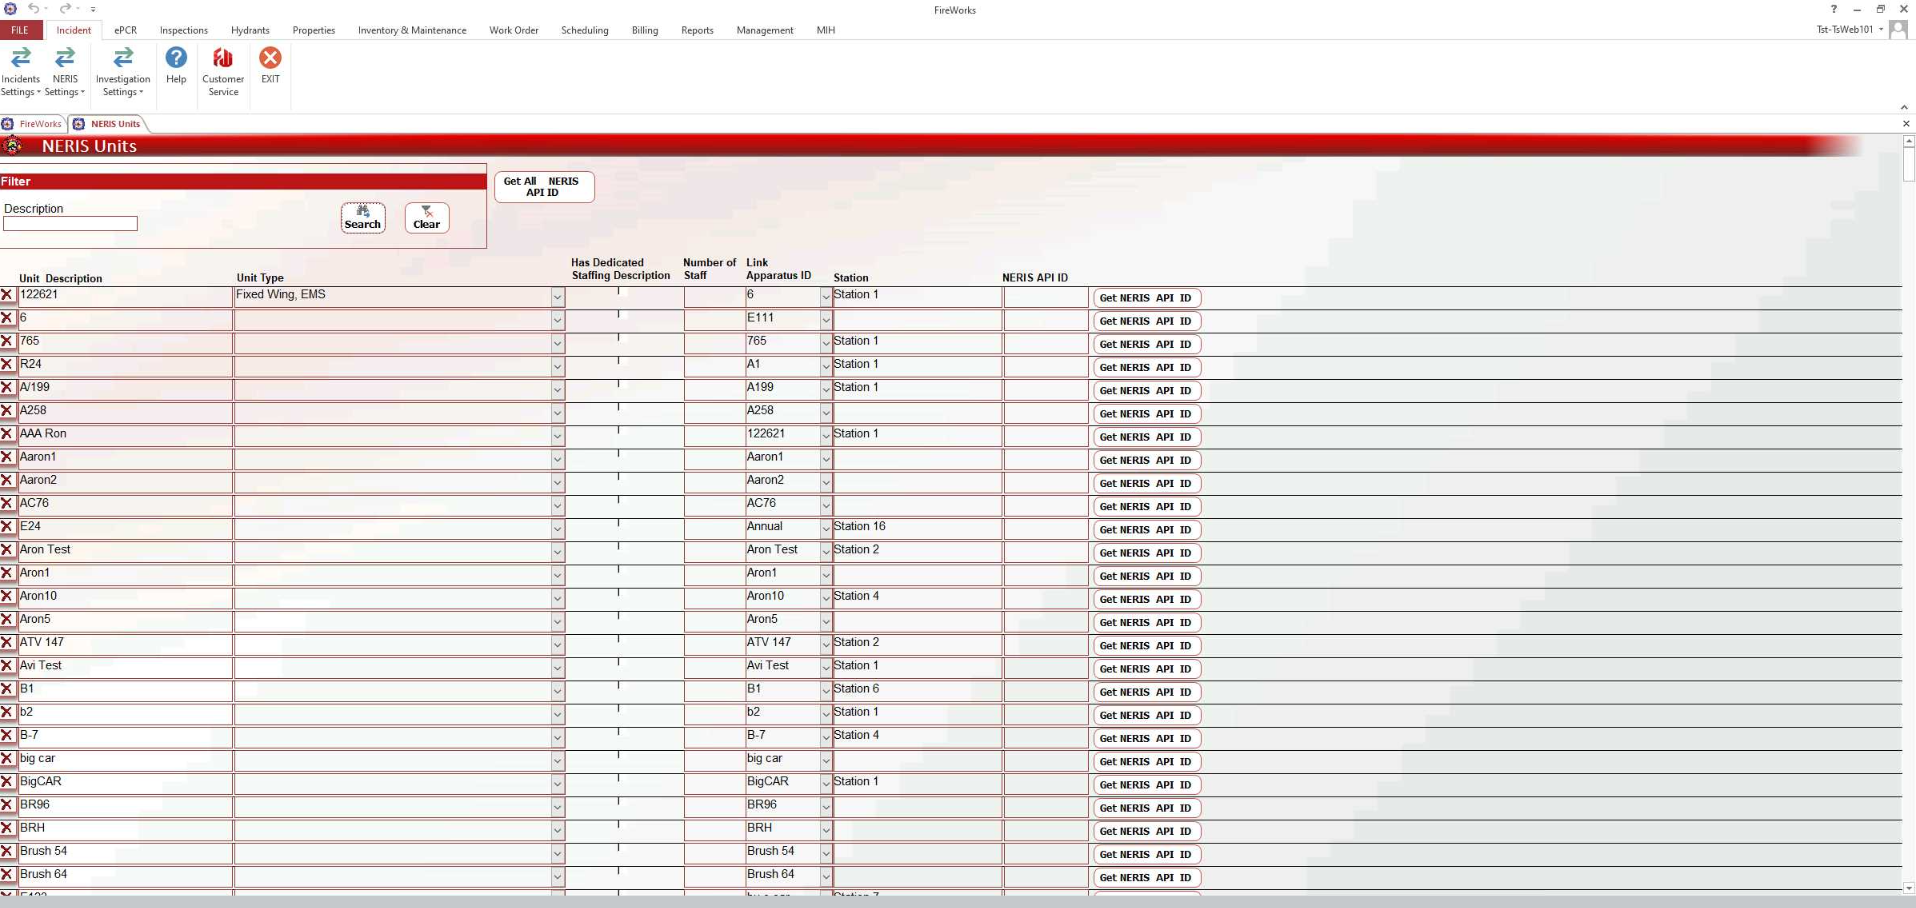 FireWorks
FILE Incident ePCR Inspections Hydrants Properties Inventory & Maintenance Work Order Scheduling Billing Reports Management MIH Tst-TsWeb101
Incidents Settings NERIS Settings Investigation Settings Help Customer Service EXIT
FireWorks NERIS Units
NERIS Units
Filter
Get All NERIS API ID
Description
Search Clear
Unit Description Unit Type Has Dedicated Staffing Description Number of Staff Link Apparatus ID Station NERIS API ID
122621 Fixed Wing, EMS 6 Station 1 Get NERIS API ID
6 E111 Get NERIS API ID
765 765 Station 1 Get NERIS API ID
R24 A1 Station 1 Get NERIS API ID
A/199 A199 Station 1 Get NERIS API ID
A258 A258 Get NERIS API ID
AAA Ron 122621 Station 1 Get NERIS API ID
Aaron1 Aaron1 Get NERIS API ID
Aaron2 Aaron2 Get NERIS API ID
AC76 AC76 Get NERIS API ID
E24 Annual Station 16 Get NERIS API ID
Aron Test Aron Test Station 2 Get NERIS API ID
Aron1 Aron1 Get NERIS API ID
Aron10 Aron10 Station 4 Get NERIS API ID
Aron5 Aron5 Get NERIS API ID
ATV 147 ATV 147 Station 2 Get NERIS API ID
Avi Test Avi Test Station 1 Get NERIS API ID
B1 B1 Station 6 Get NERIS API ID
b2 b2 Station 1 Get NERIS API ID
B-7 B-7 Station 4 Get NERIS API ID
big car big car Get NERIS API ID
BigCAR BigCAR Station 1 Get NERIS API ID
BR96 BR96 Get NERIS API ID
BRH BRH Get NERIS API ID
Brush 54 Brush 54 Get NERIS API ID
Brush 64 Brush 64 Get NERIS API ID